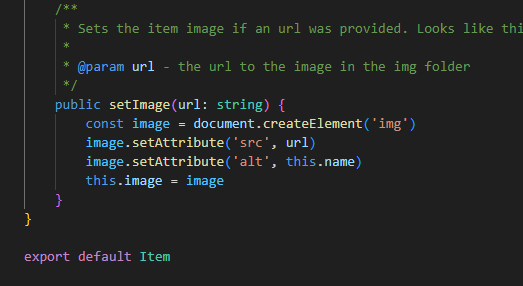 /**
* Sets the item image if an url was provided. Looks like
*
* @param url - the url to the image in the img folder
*/
public setImage(url: string) {
const image = document.createElement('img')
image.setAttribute('src', url)
image.setAttribute('alt', this.name)
this.image = image
}
}
export default Item